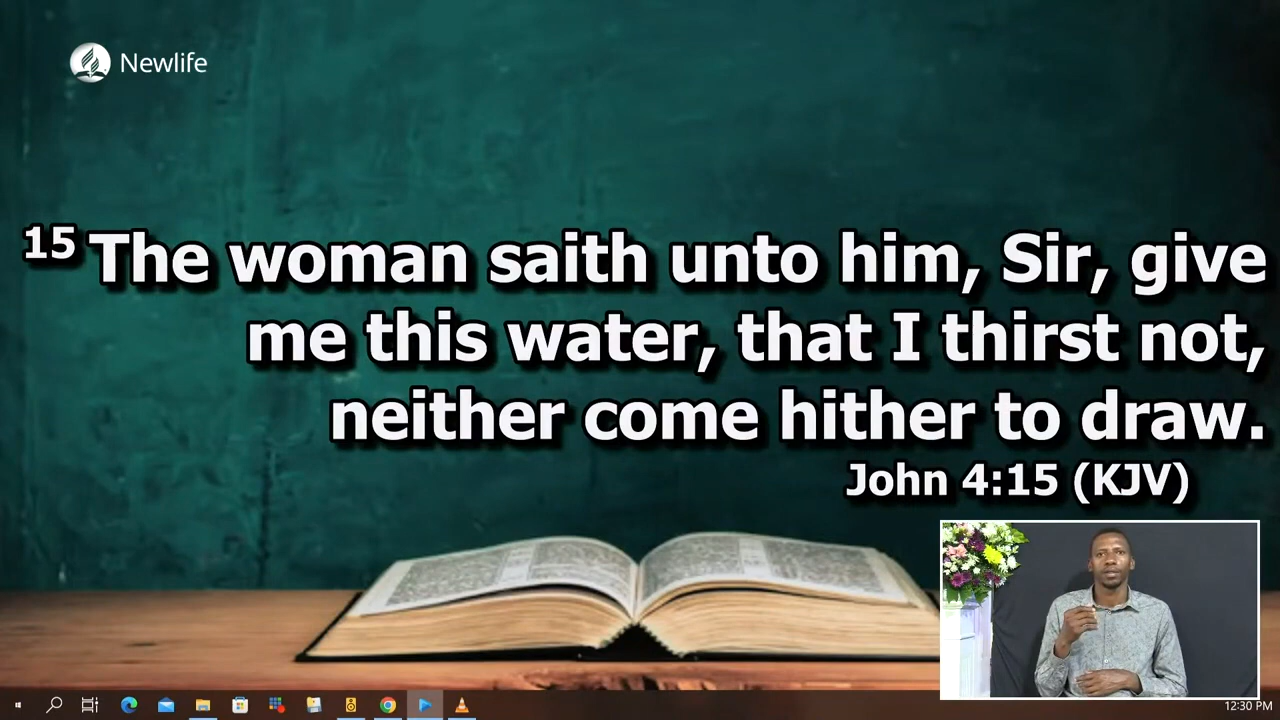 Newlife
15 The woman saith unto him, Sir, give
me this water, that I thirst not,
neither come hither to draw.
John 4:15 (KJV)
12:30 PM